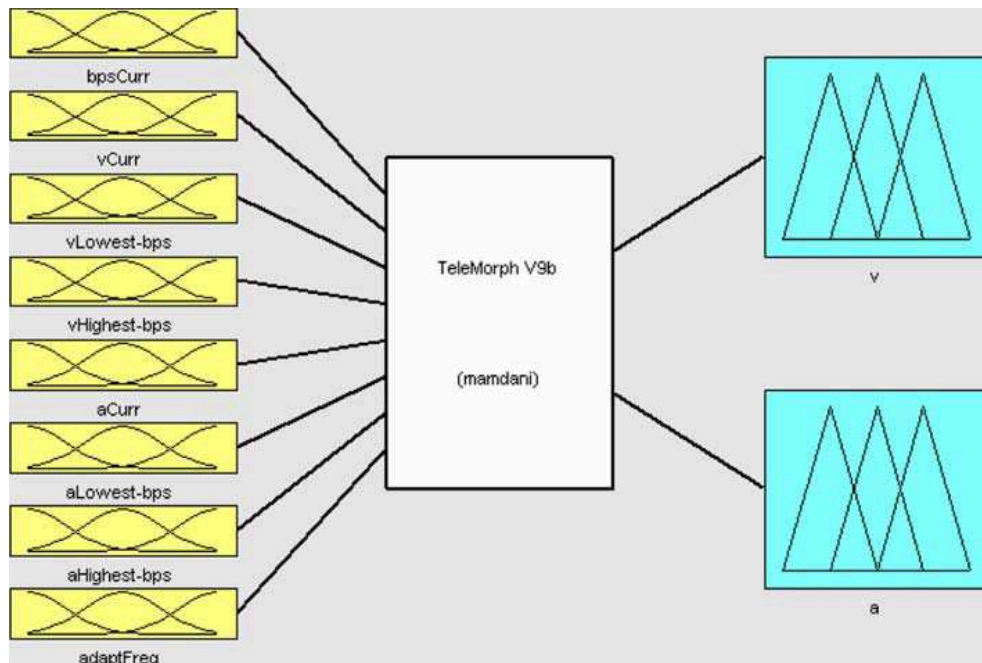 bpsCurr
vCurr
vLowest-bps
vHighest-bps
aCurr
aLowest-bps
aHighest-bps
adaptFreq
TeleMorph V9b
(mamdani)
v
a